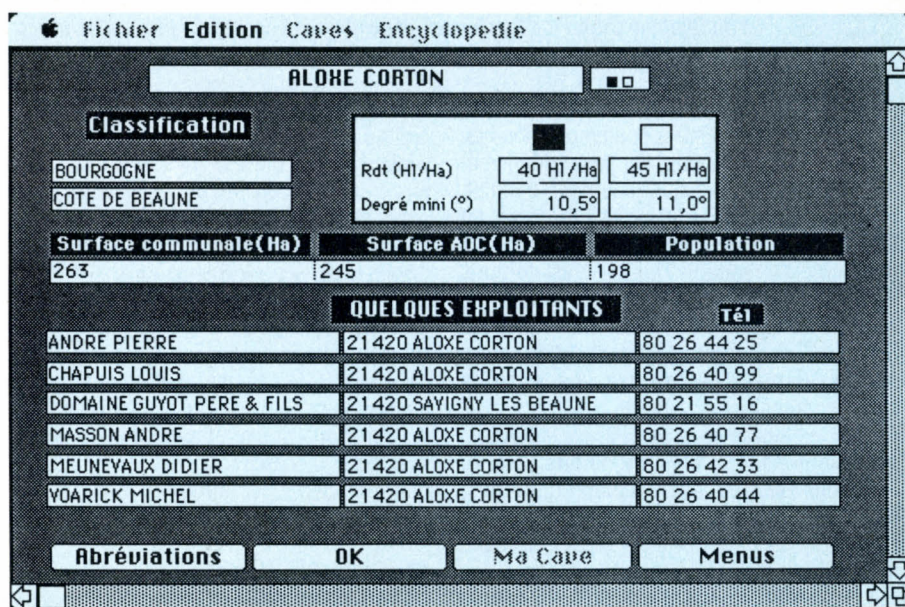 Fichier Edition Caves Encyclopedie
ALOXE CORTON
Classification
BOURGOGNE
COTE DE BEAUNE
Rdt (Hl/Ha) 40 Hl/Ha 45 Hl/Ha
Degré mini (°) 10,5° 11,0°
Surface communale(Ha) Surface AOC(Ha) Population
263 245 198
QUELQUES EXPLOITANTS Tél
ANDRE PIERRE 21420 ALOXE CORTON 80 26 44 25
CHAPUIS LOUIS 21420 ALOXE CORTON 80 26 40 99
DOMAINE GUYOT PERE & FILS 21420 SAVIGNY LES BEAUNE 80 21 55 16
MASSON ANDRE 21420 ALOXE CORTON 80 26 40 77
MEUNEVAUX DIDIER 21420 ALOXE CORTON 80 26 42 33
VOARICK MICHEL 21420 ALOXE CORTON 80 26 40 44
Abréviations OK Ma Cave Menus